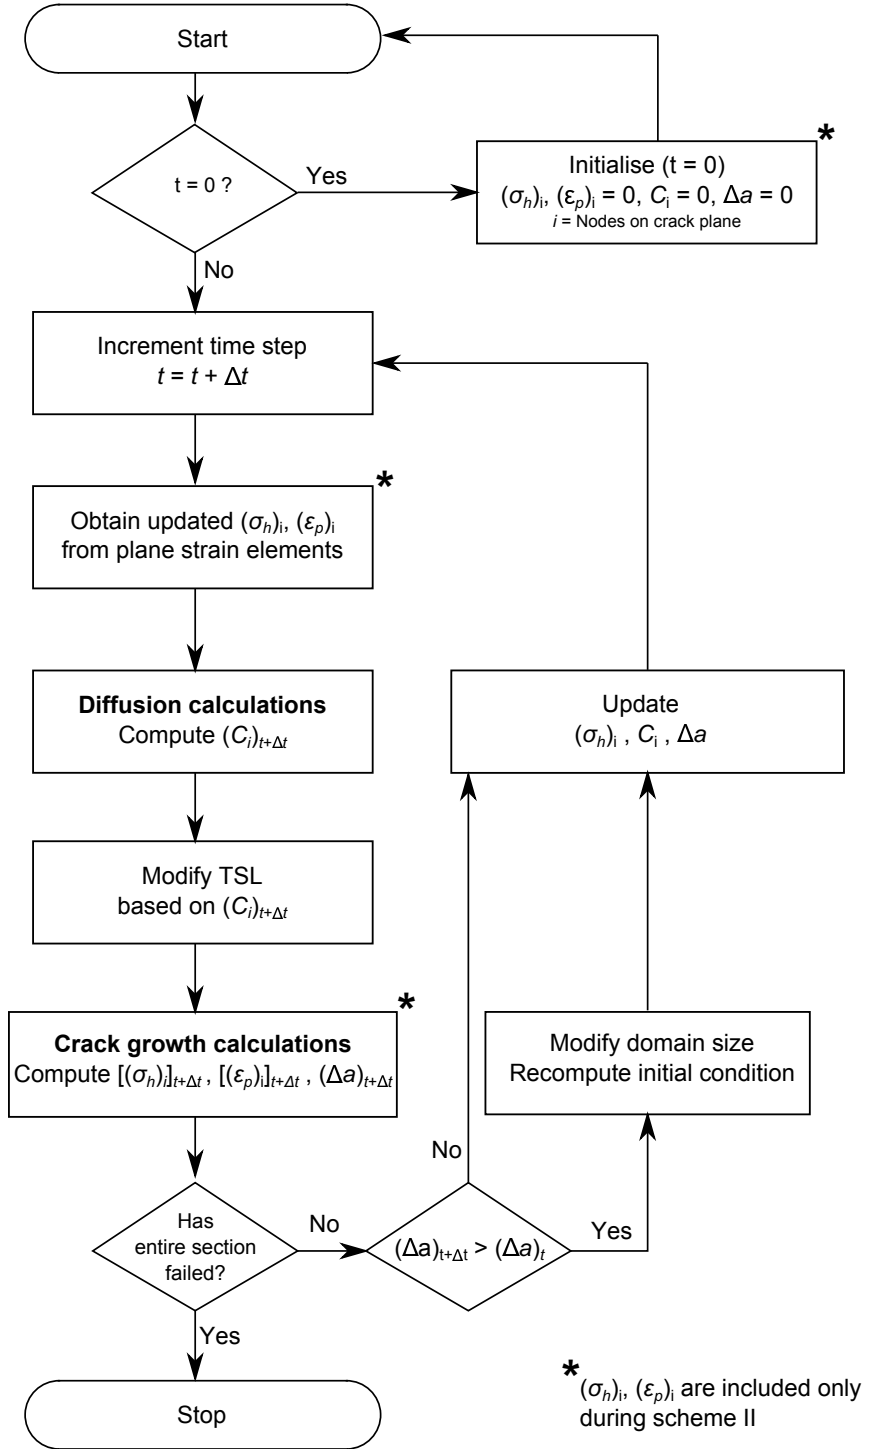 Start
t = 0 ?
Yes
*
Initialise (t = 0)
(σₕ)ᵢ, (εₚ)ᵢ = 0, Cᵢ = 0, Δa = 0
i = Nodes on crack plane
No
Increment time step
t = t + Δt
*
Obtain updated (σₕ)ᵢ, (εₚ)ᵢ
from plane strain elements
Diffusion calculations
Compute (Cᵢ)t+Δt
Update
(σₕ)ᵢ , Cᵢ , Δa
Modify TSL
based on (Cᵢ)t+Δt
*
Crack growth calculations
Compute [(σₕ)ᵢ]t+Δt , [(εₚ)ᵢ]t+Δt , (Δa)t+Δt
Modify domain size
Recompute initial condition
No
Has
entire section
failed?
No
(Δa)t+Δt > (Δa)t
Yes
Yes
Stop
*
(σₕ)ᵢ, (εₚ)ᵢ are included only
during scheme II